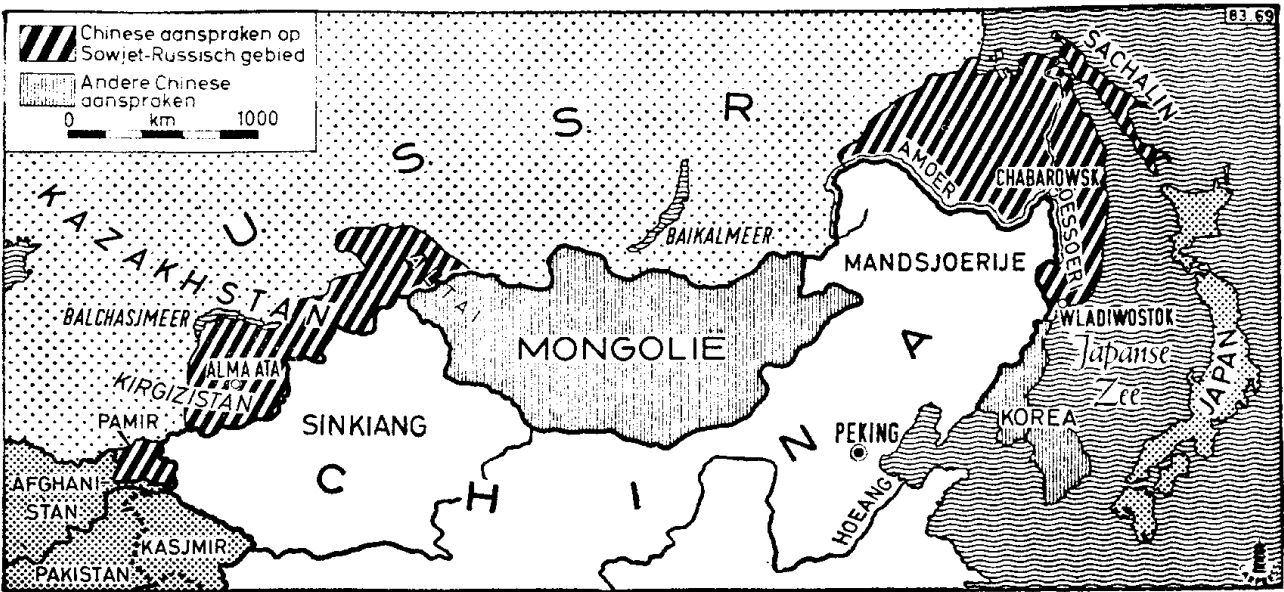 Chinese aanspraken op
Sowjet-Russisch gebied
Andere Chinese
aanspraken
0 km 1000
83.69
SACHALIN
U S S R
KAZAKHSTAN
AMOER
CHABAROWSK
OESSOERI
BAIKALMEER
MANDSJOERIJE
ALTAI
BALCHASJMEER
WLADIWOSTOK
MONGOLIË
Japanse
Zee
JAPAN
ALMA ATA
KIRGIZISTAN
KOREA
PAMIR
SINKIANG
PEKING
CHINA
HOEANG
AFGHANI-
STAN
KASJMIR
PAKISTAN